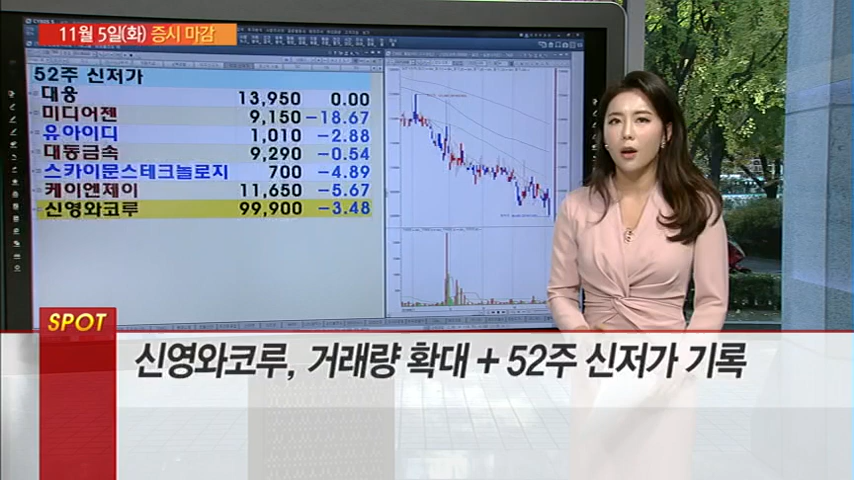 11월 5일(화) 증시 마감
52주 신저가
대웅 13,950 0.00
미디어젠 9,150 -18.67
유아이디 1,010 -2.88
대동금속 9,290 -0.54
스카이문스테크놀로지 700 -4.89
케이엔제이 11,650 -5.67
신영와코루 99,900 -3.48
SPOT
신영와코루, 거래량 확대 + 52주 신저가 기록